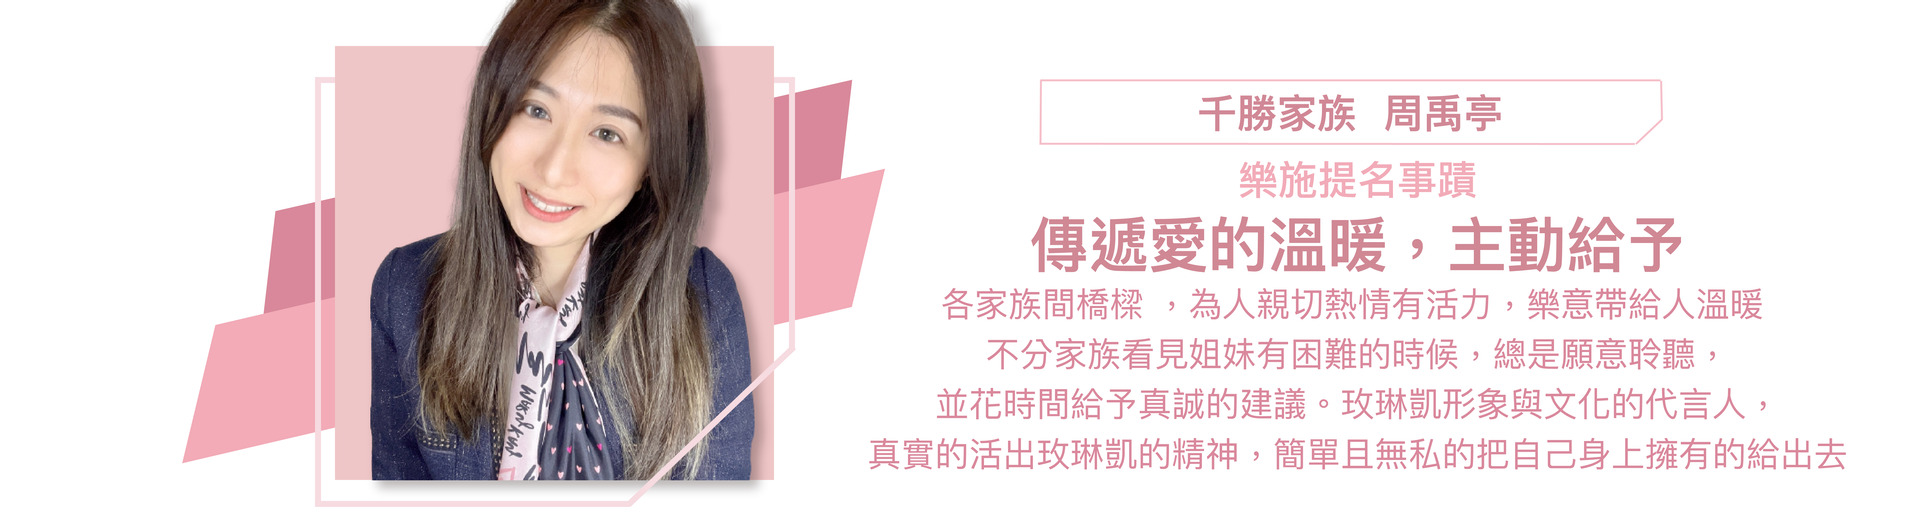 千勝家族 周禹亭
樂施提名事蹟
傳遞愛的溫暖，主動給予
各家族間橋樑 ，為人親切熱情有活力，樂意帶給人溫暖
不分家族看見姐妹有困難的時候，總是願意聆聽，
並花時間給予真誠的建議。玫琳凱形象與文化的代言人，
真實的活出玫琳凱的精神，簡單且無私的把自己身上擁有的給出去